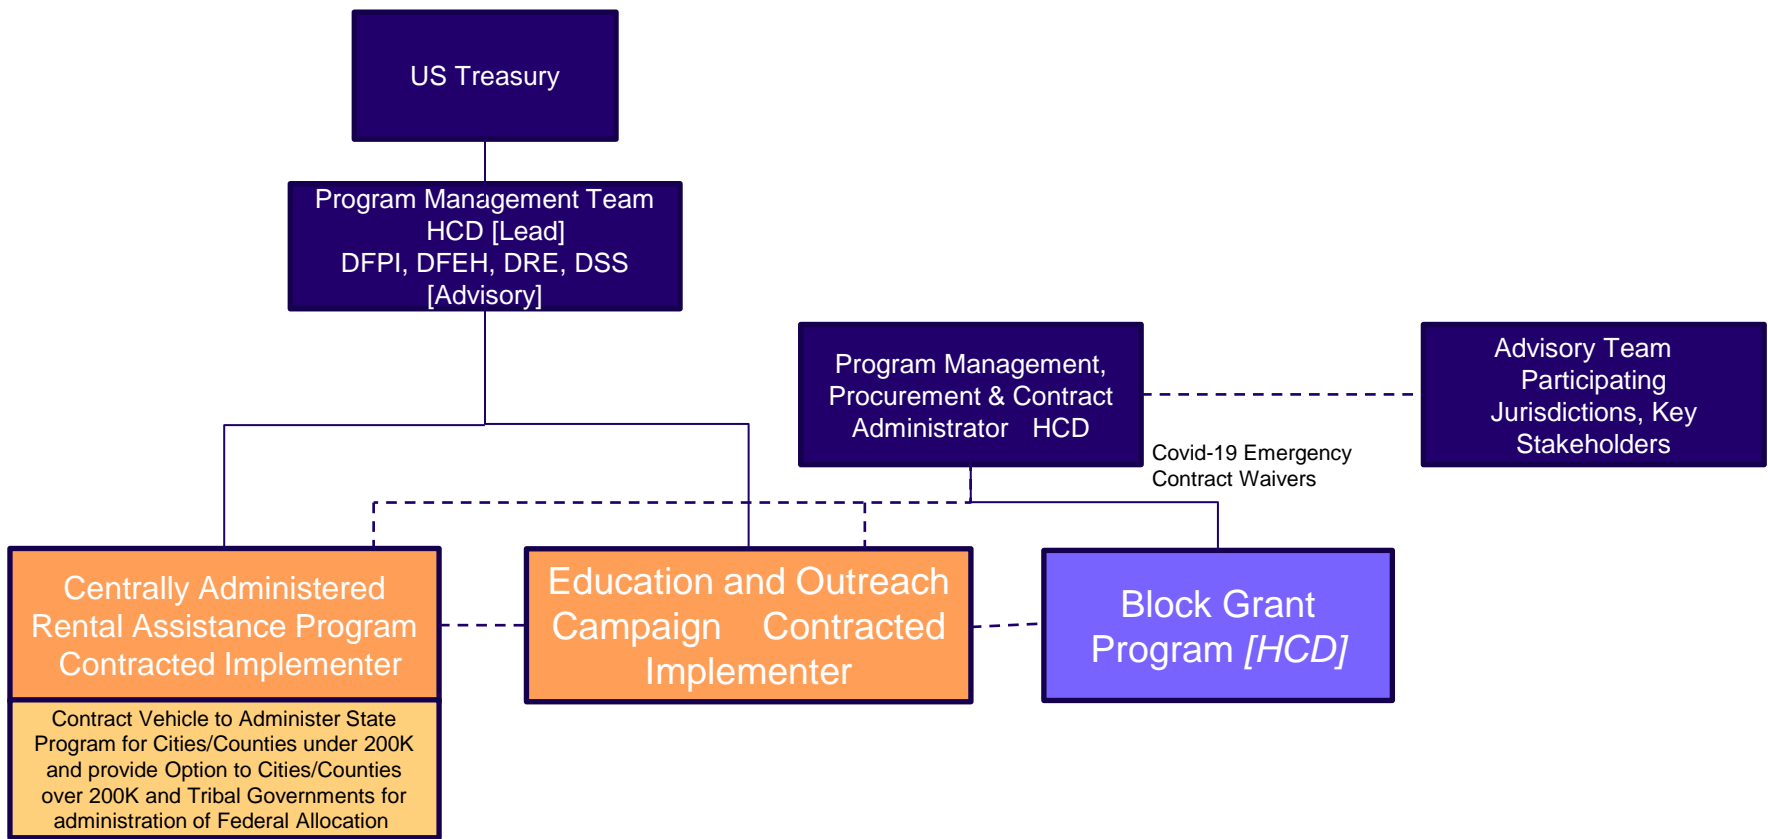 US Treasury
Program Management Team
HCD [Lead]
DFPI, DFEH, DRE, DSS
[Advisory]
Program Management,
Procurement & Contract
Administrator HCD
Advisory Team
Participating
Jurisdictions, Key
Stakeholders
Covid-19 Emergency
Contract Waivers
Centrally Administered
Rental Assistance Program
Contracted Implementer
Education and Outreach
Campaign Contracted
Implementer
Block Grant
Program [HCD]
Contract Vehicle to Administer State
Program for Cities/Counties under 200K
and provide Option to Cities/Counties
over 200K and Tribal Governments for
administration of Federal Allocation